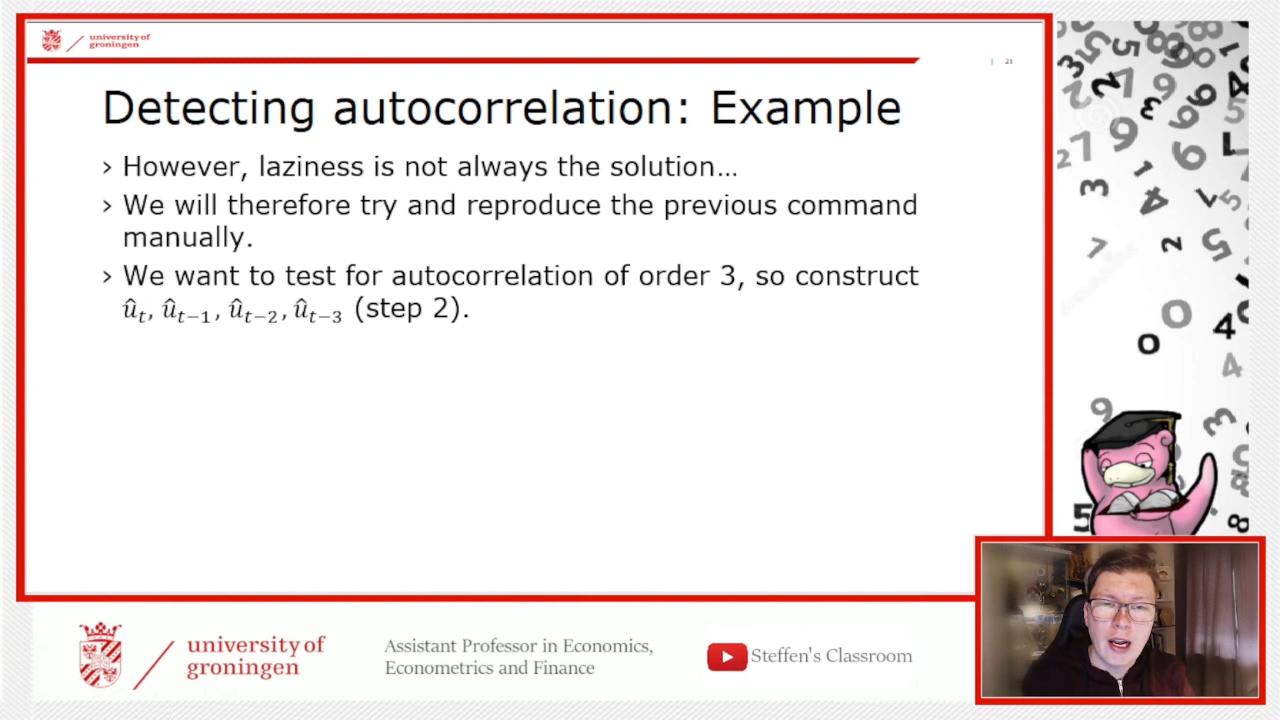 university of
groningen
| 21
Detecting autocorrelation: Example
› However, laziness is not always the solution…
› We will therefore try and reproduce the previous command
manually.
› We want to test for autocorrelation of order 3, so construct
û_t, û_{t−1}, û_{t−2}, û_{t−3} (step 2).
university of
groningen
Assistant Professor in Economics,
Econometrics and Finance
Steffen's Classroom